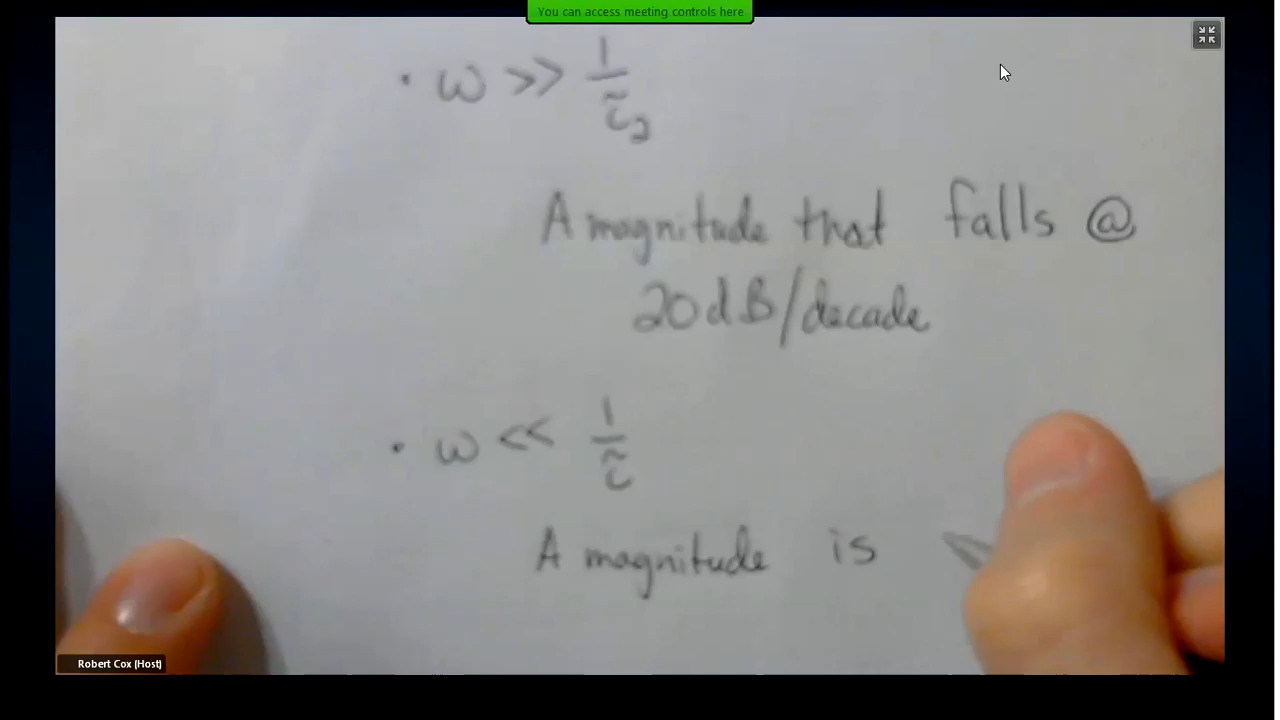 You can access meeting controls here
· ω >> 1/τ₂
A magnitude that falls @
20dB/decade
· ω << 1/τ
A magnitude is
Robert Cox (Host)